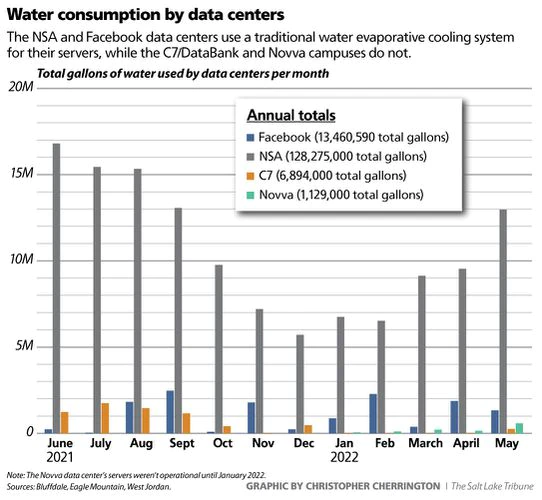 Water consumption by data centers
The NSA and Facebook data centers use a traditional water evaporative cooling system
for their servers, while the C7/DataBank and Novva campuses do not.
Total gallons of water used by data centers per month
20M
Annual totals
Facebook (13,460,590 total gallons)
NSA (128,275,000 total gallons)
C7 (6,894,000 total gallons)
Novva (1,129,000 total gallons)
15M
10M
5M
0
June July Aug Sept Oct Nov Dec Jan Feb March April May
2021 2022
Note: The Novva data center's servers weren't operational until January 2022.
Sources: Bluffdale, Eagle Mountain, West Jordan.
GRAPHIC BY CHRISTOPHER CHERRINGTON | The Salt Lake Tribune